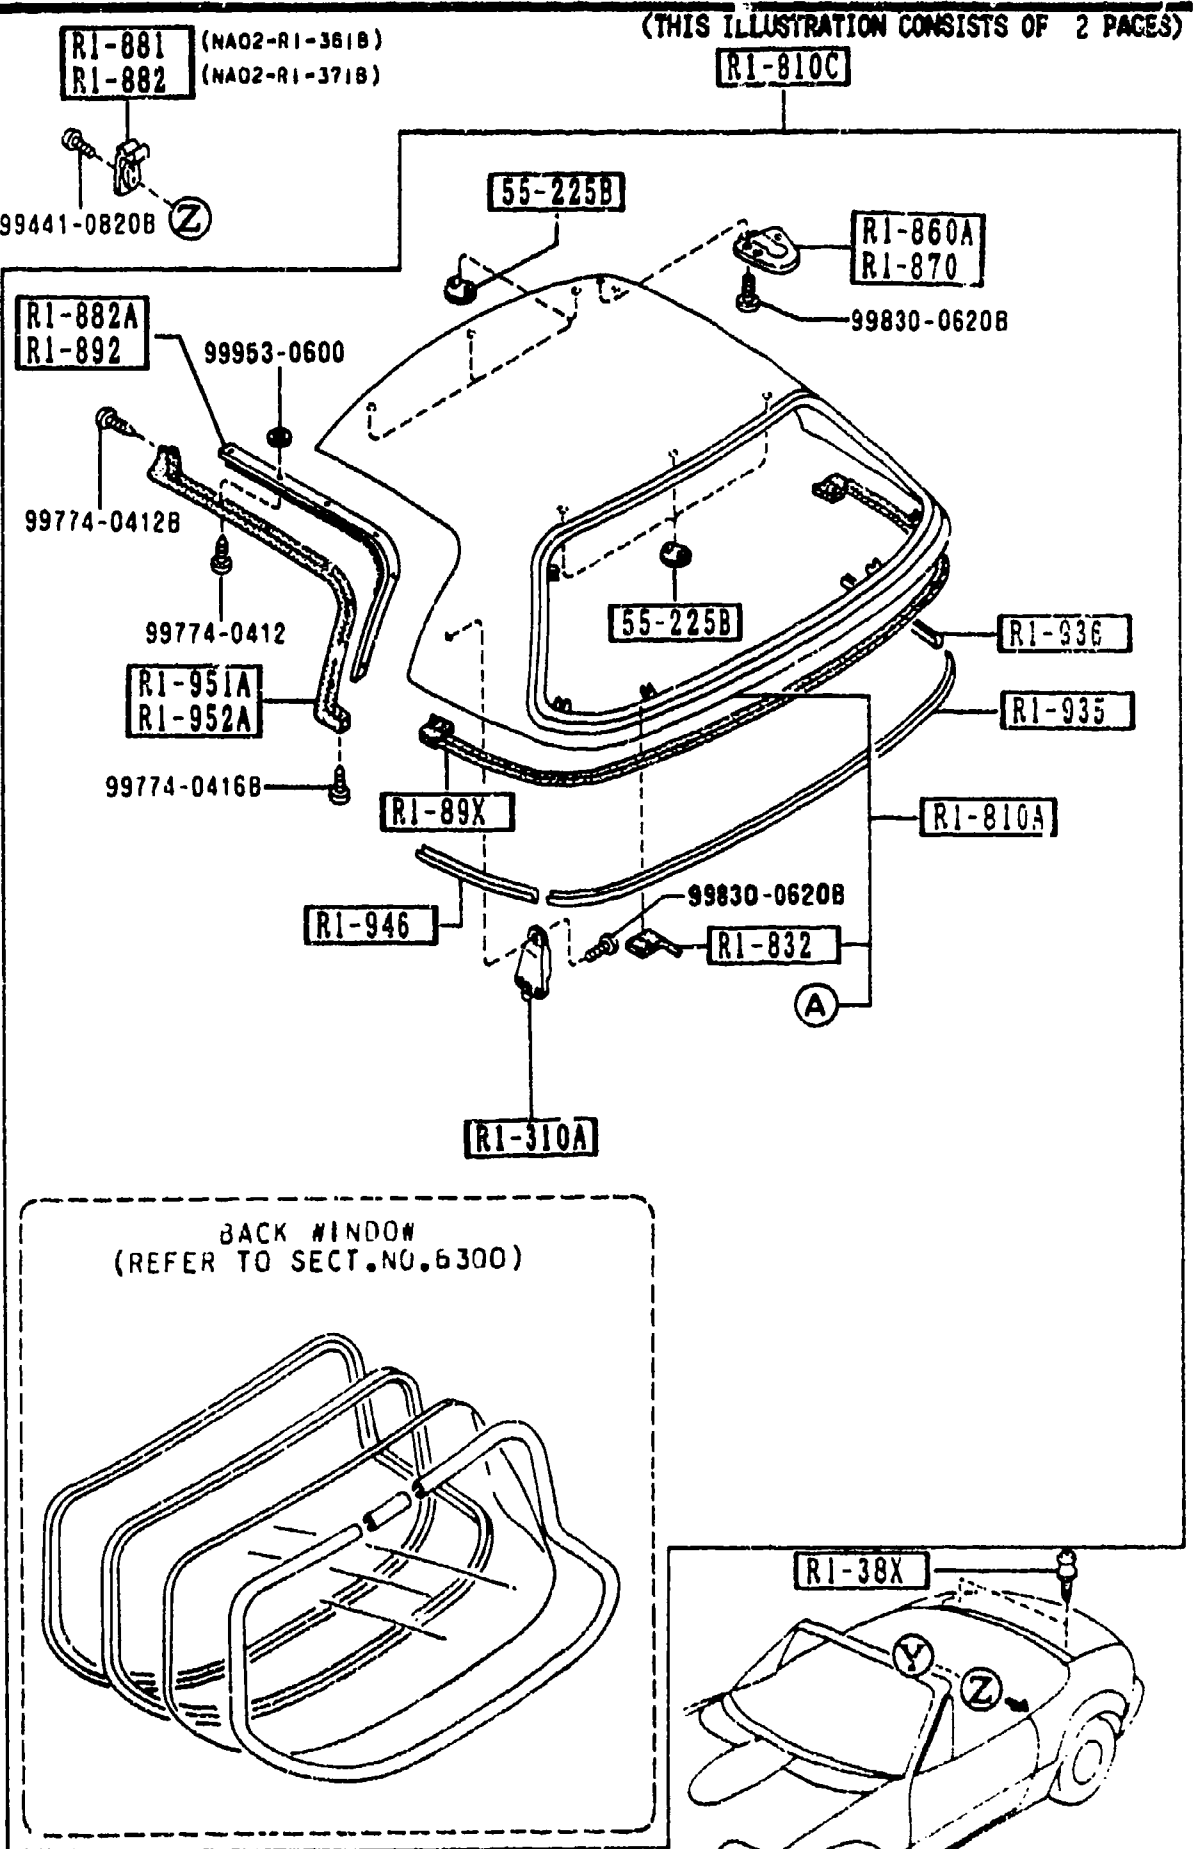 (THIS ILLUSTRATION CONSISTS OF 2 PAGES)
R1-881 (NA02-R1-361B)
R1-882 (NA02-R1-371B)
R1-810C
99441-0820B Z
55-225B
R1-860A
R1-870
99830-0620B
R1-882A
R1-892
99953-0600
99774-0412B
99774-0412
55-225B
R1-936
R1-951A
R1-952A
R1-935
99774-0416B
R1-89X
R1-810A
99830-0620B
R1-946
R1-832
A
R1-310A
BACK WINDOW
(REFER TO SECT.NO.6300)
R1-38X
Y
Z